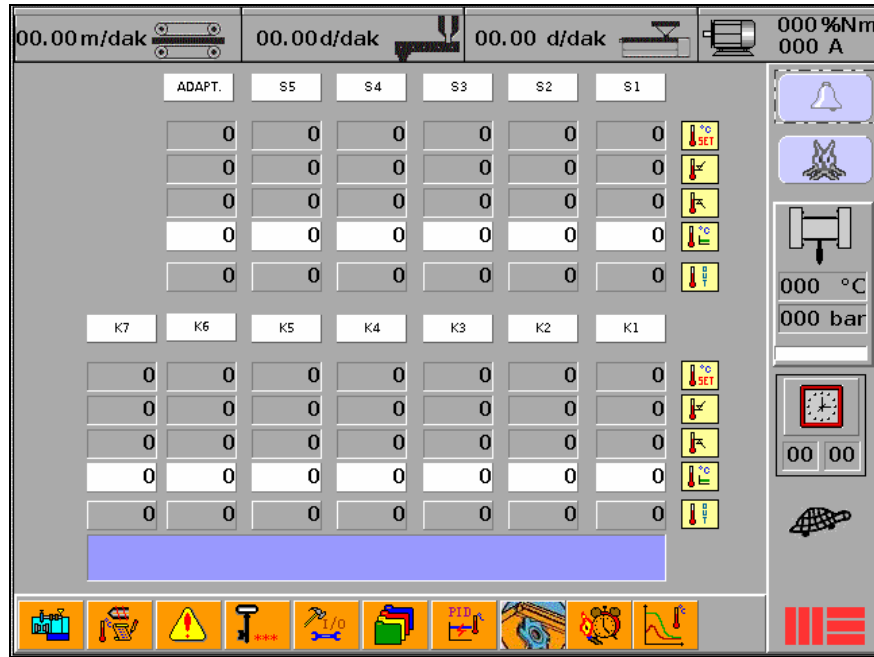 00.00 m/dak 00.00 d/dak 00.00 d/dak 000 %Nm
000 A
ADAPT. S5 S4 S3 S2 S1
0 0 0 0 0 0 °C SET
0 0 0 0 0 0
0 0 0 0 0 0
0 0 0 0 0 0 °C
0 0 0 0 0 0 OUT
000 °C
000 bar
K7 K6 K5 K4 K3 K2 K1
0 0 0 0 0 0 0 °C SET
0 0 0 0 0 0 0
0 0 0 0 0 0 0
0 0 0 0 0 0 0 °C
00 00
0 0 0 0 0 0 0 OUT
*** I/O PID °C